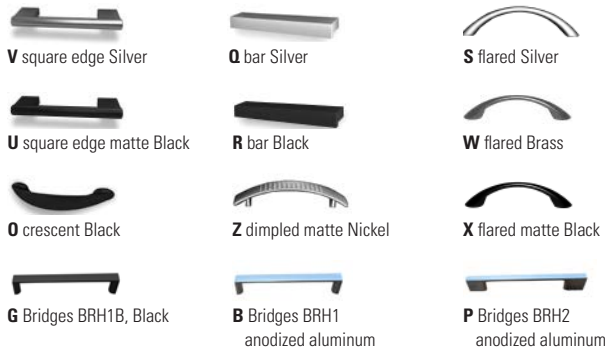 V square edge Silver
Q bar Silver
S flared Silver
U square edge matte Black
R bar Black
W flared Brass
O crescent Black
Z dimpled matte Nickel
X flared matte Black
G Bridges BRH1B, Black
B Bridges BRH1
anodized aluminum
P Bridges BRH2
anodized aluminum